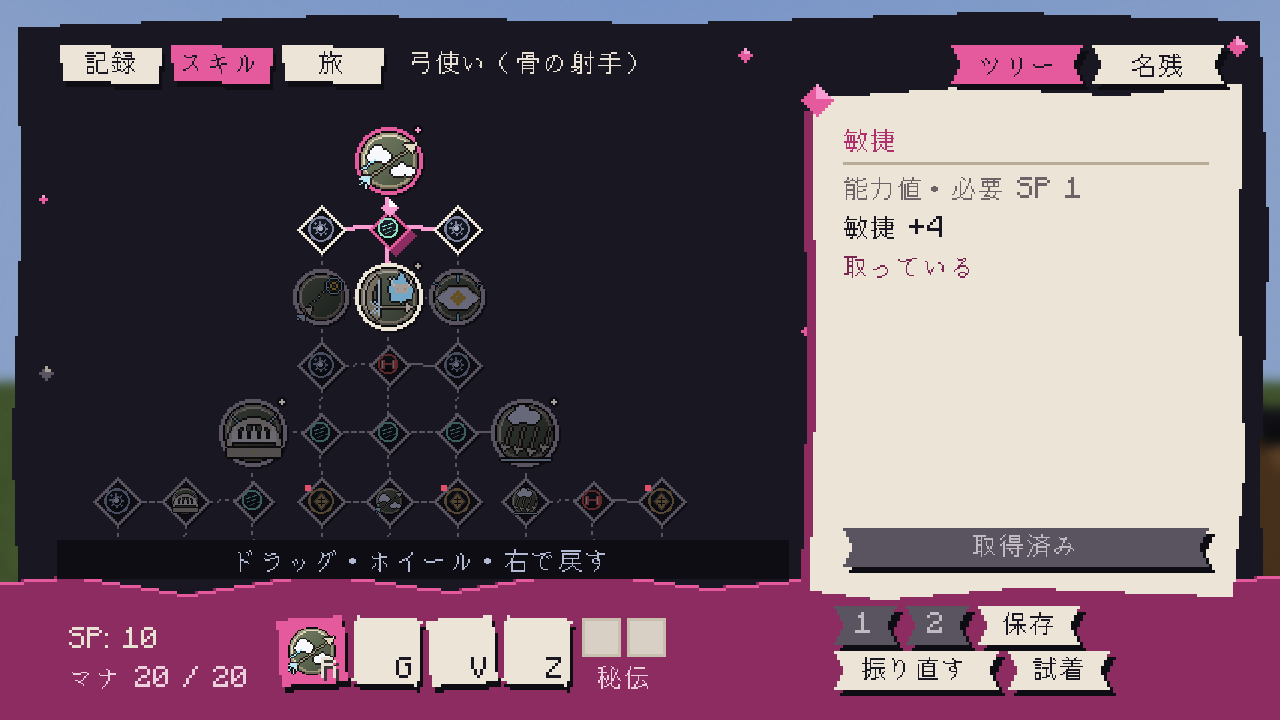 記録 スキル 旅 弓使い（骨の射手） ツリー 名残
敏捷
能力値・必要 SP 1
敏捷 +4
取っている
取得済み
ドラッグ・ホイール・右で戻す
SP: 10
マナ 20 / 20
R G V Z
秘伝
1 2 保存
振り直す 試着